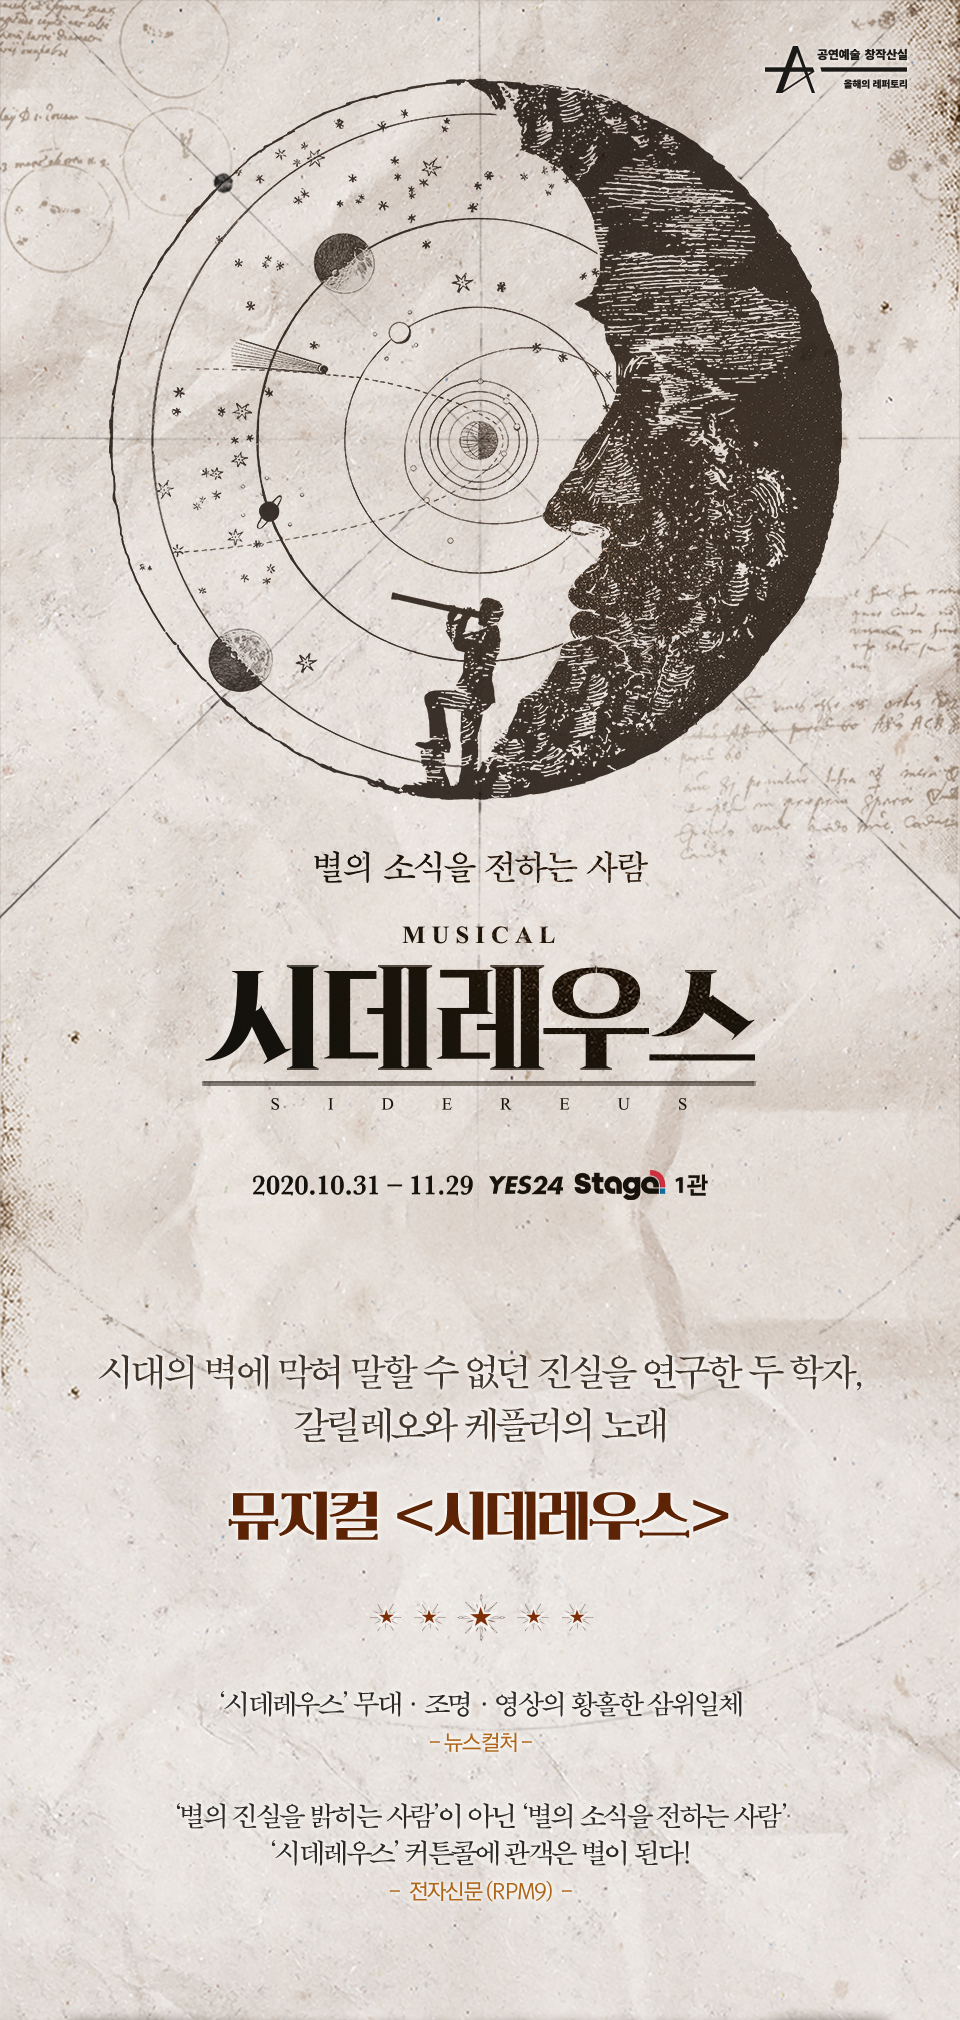 공연예술 창작산실
올해의 레퍼토리
별의 소식을 전하는 사람
MUSICAL
시데레우스
SIDEREUS
2020.10.31 – 11.29 YES24 Stage 1관
시대의 벽에 막혀 말할 수 없던 진실을 연구한 두 학자,
갈릴레오와 케플러의 노래
뮤지컬 <시데레우스>
‘시데레우스’ 무대 · 조명 · 영상의 황홀한 삼위일체
– 뉴스컬처 –
‘별의 진실을 밝히는 사람’이 아닌 ‘별의 소식을 전하는 사람’
‘시데레우스’ 커튼콜에 관객은 별이 된다!
– 전자신문 (RPM9) –